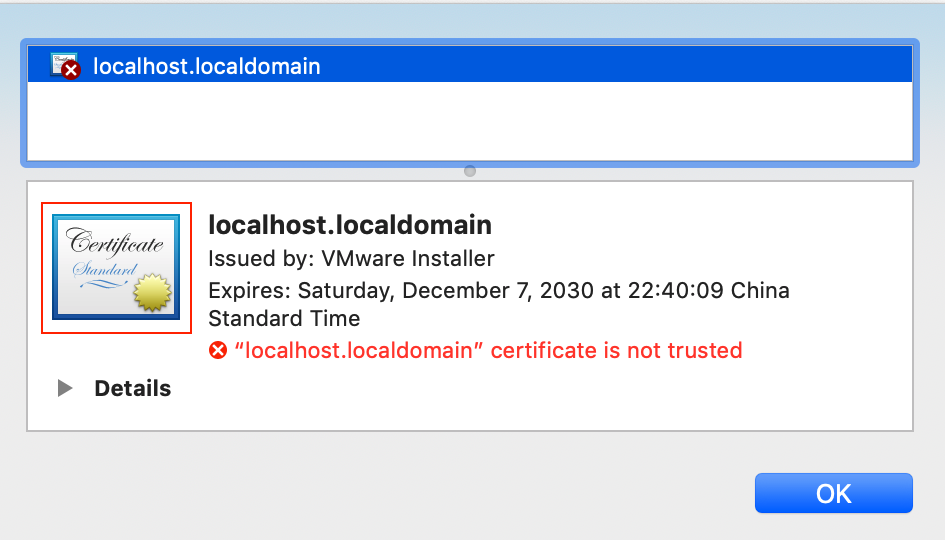 localhost.localdomain
Certificate
Standard
localhost.localdomain
Issued by: VMware Installer
Expires: Saturday, December 7, 2030 at 22:40:09 China
Standard Time
“localhost.localdomain” certificate is not trusted
Details
OK